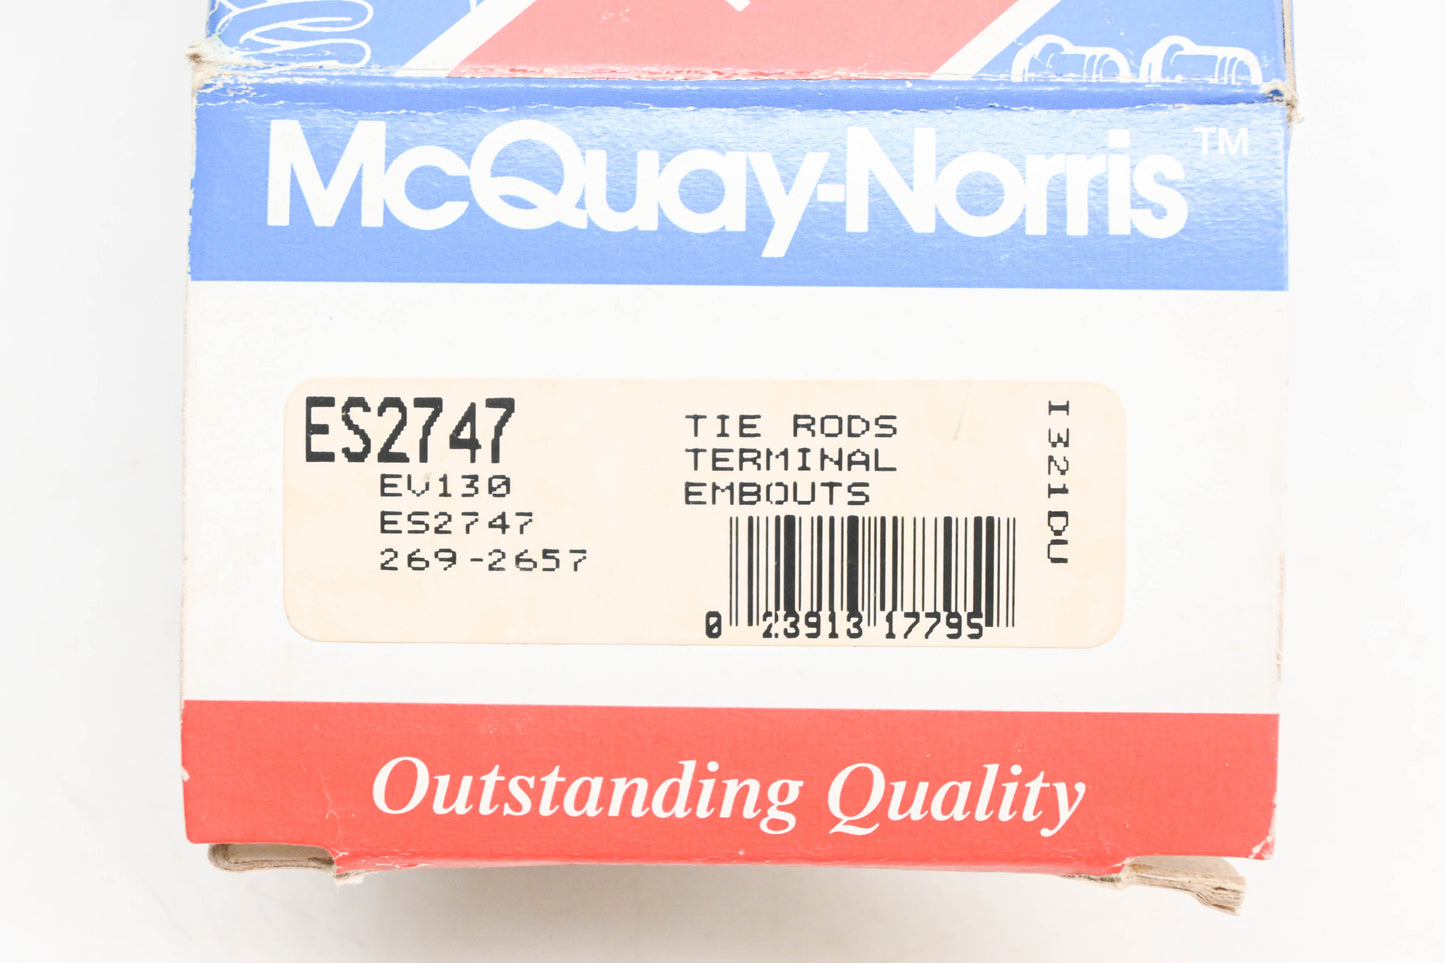 McQuay-Norris™
ES2747
EV130
ES2747
269-2657
TIE RODS
TERMINAL
EMBOUTS
I321DU
0 23913 17795
Outstanding Quality